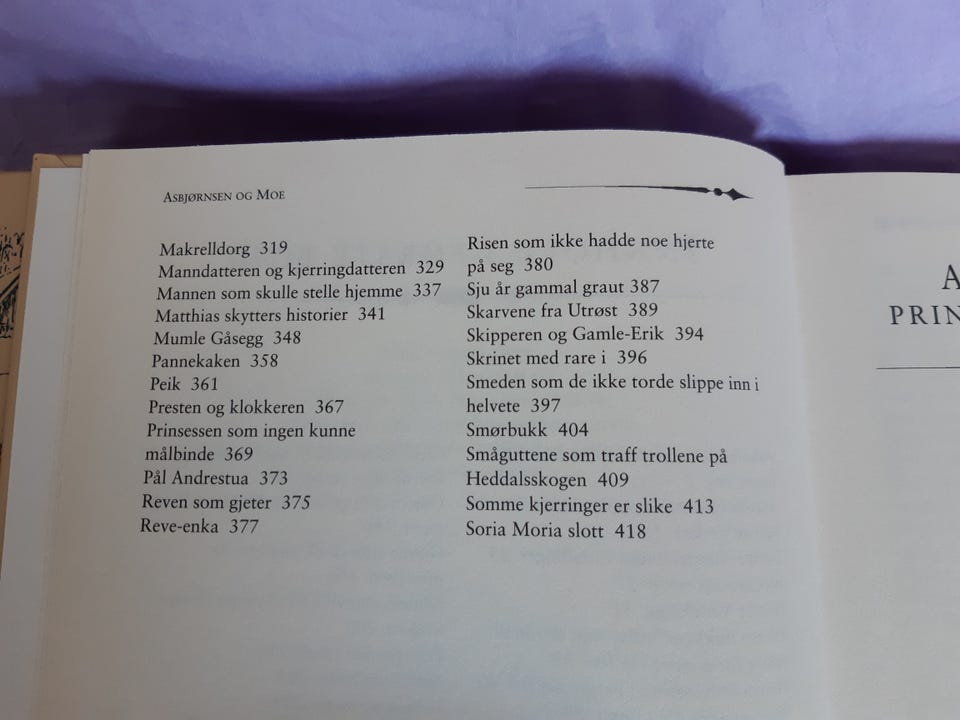 ASBJØRNSEN OG MOE
Makrelldorg 319
Manndatteren og kjerringdatteren 329
Mannen som skulle stelle hjemme 337
Matthias skytters historier 341
Mumle Gåsegg 348
Pannekaken 358
Peik 361
Presten og klokkeren 367
Prinsessen som ingen kunne
målbinde 369
Pål Andrestua 373
Reven som gjeter 375
Reve-enka 377
Risen som ikke hadde noe hjerte
på seg 380
Sju år gammal graut 387
Skarvene fra Utrøst 389
Skipperen og Gamle-Erik 394
Skrinet med rare i 396
Smeden som de ikke torde slippe inn i
helvete 397
Smørbukk 404
Småguttene som traff trollene på
Heddalsskogen 409
Somme kjerringer er slike 413
Soria Moria slott 418
A
PRIN